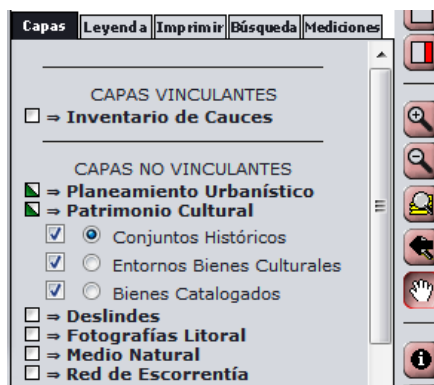 Capas Leyenda Imprimir Búsqueda Mediciones
CAPAS VINCULANTES
⇒ Inventario de Cauces
CAPAS NO VINCULANTES
⇒ Planeamiento Urbanístico
⇒ Patrimonio Cultural
Conjuntos Históricos
Entornos Bienes Culturales
Bienes Catalogados
⇒ Deslindes
⇒ Fotografías Litoral
⇒ Medio Natural
⇒ Red de Escorrentía